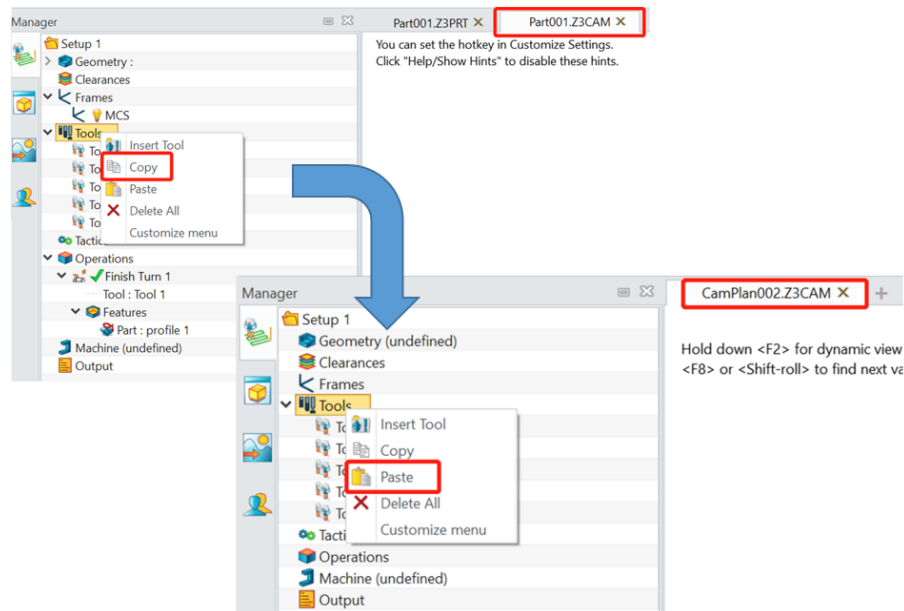 Manager
Part001.Z3PRT
Part001.Z3CAM
Setup 1
Geometry :
Clearances
Frames
MCS
Tools
Insert Tool
Copy
Paste
Delete All
Customize menu
Operations
Finish Turn 1
Tool : Tool 1
Features
Part : profile 1
Machine (undefined)
Output
You can set the hotkey in Customize Settings.
Click "Help/Show Hints" to disable these hints.
Manager
CamPlan002.Z3CAM
Setup 1
Geometry (undefined)
Clearances
Frames
Tools
Insert Tool
Copy
Paste
Delete All
Customize menu
Operations
Machine (undefined)
Output
Hold down <F2> for dynamic view
<F8> or <Shift-roll> to find next